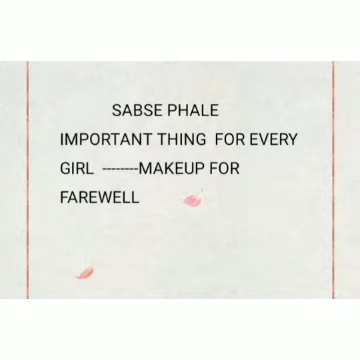 SABSE PHALE
IMPORTANT THING FOR EVERY
GIRL --------MAKEUP FOR
FAREWELL